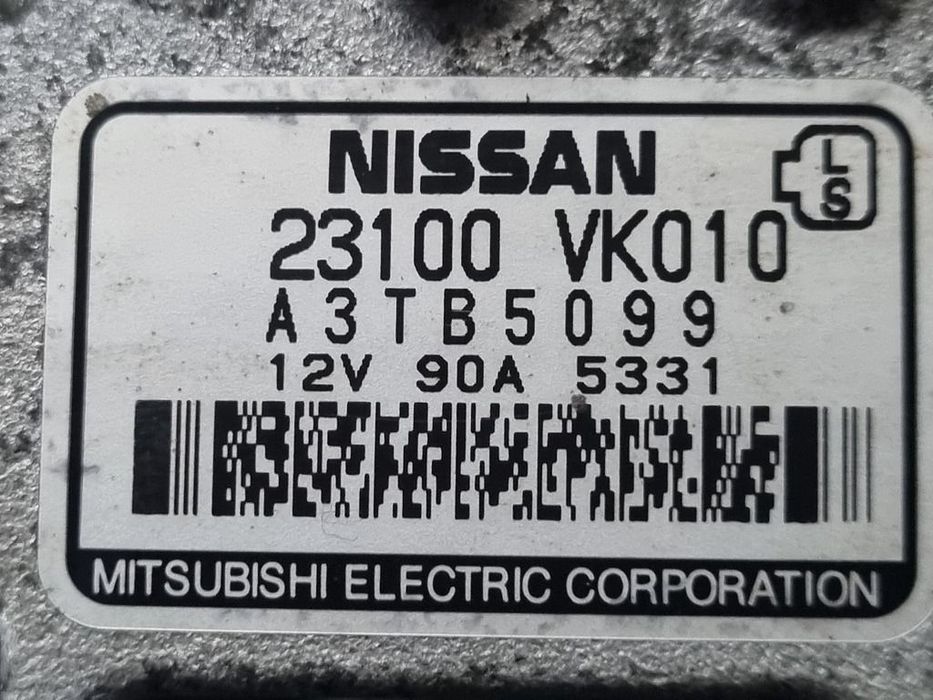 NISSAN
L
S
23100 VK010
A3TB5099
12V 90A 5331
MITSUBISHI ELECTRIC CORPORATION